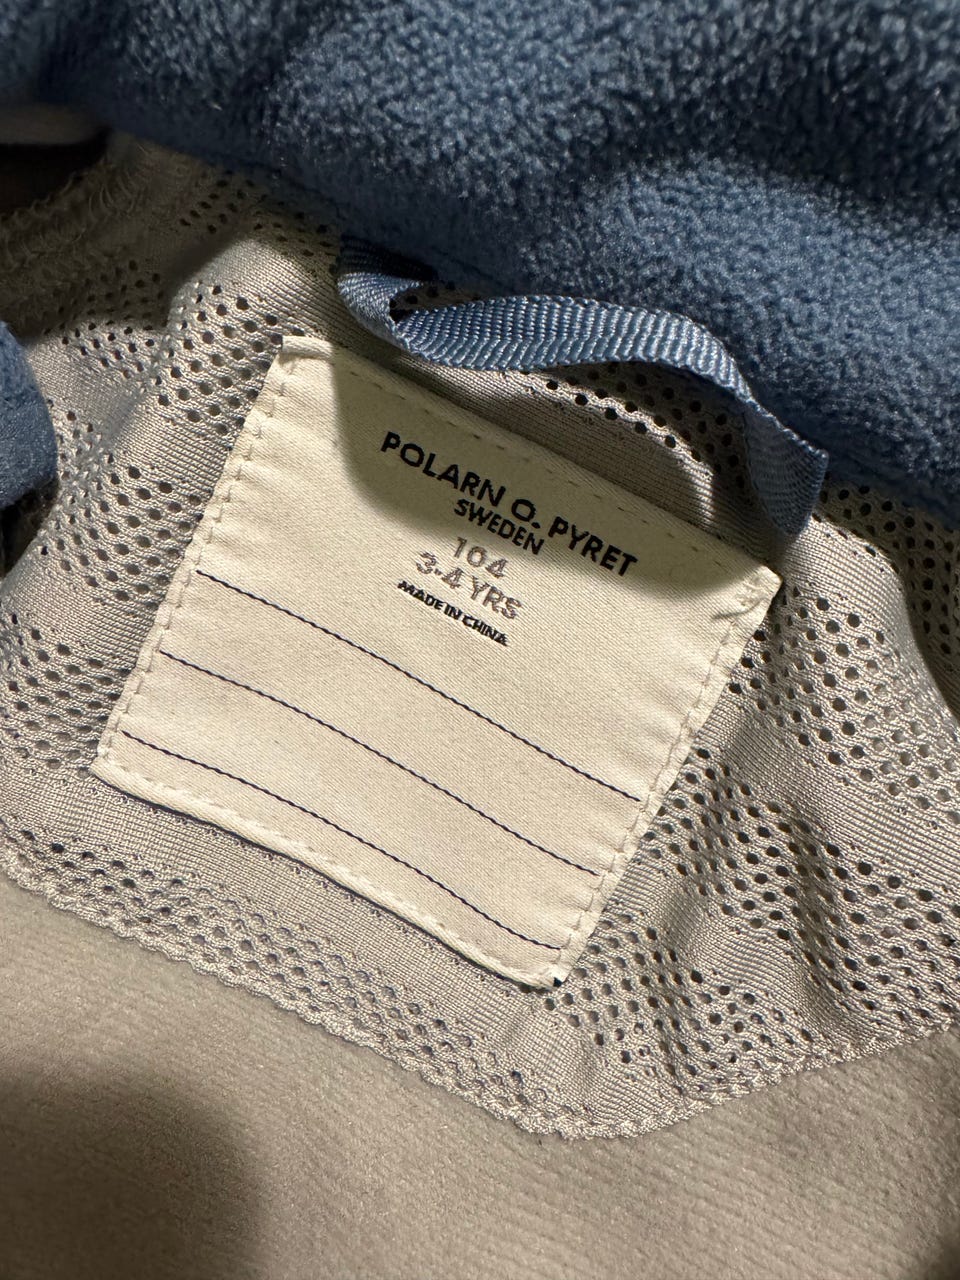 POLARN O. PYRET
SWEDEN
104
3-4 YRS
MADE IN CHINA